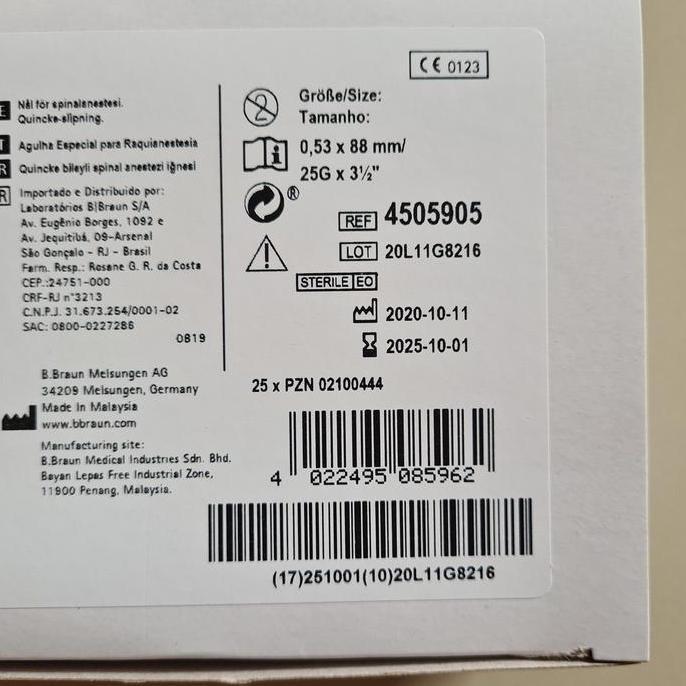 CE 0123
E Nål för spinalanestesi.
Quincke-slipning.
T Agulha Especial para Raquianestesia
R Quincke bileyli spinal anestezi iğnesi
R Importado e Distribuido por:
Laboratórios B|Braun S/A
Av. Eugênio Borges, 1092 e
Av. Jequitibá, 09-Arsenal
São Gonçalo - RJ - Brasil
Farm. Resp.: Rosane G. R. da Costa
CEP.:24751-000
CRF-RJ n°3213
C.N.P.J. 31.673.254/0001-02
SAC: 0800-0227286
0819
B.Braun Melsungen AG
34209 Melsungen, Germany
Made in Malaysia
www.bbraun.com
Manufacturing site:
B.Braun Medical Industries Sdn. Bhd.
Bayan Lepas Free Industrial Zone,
11900 Penang, Malaysia.
2
Größe/Size:
Tamanho:
i
0,53 x 88 mm/
25G x 3½"
®
REF 4505905
LOT 20L11G8216
STERILE EO
2020-10-11
2025-10-01
25 x PZN 02100444
4 022495 085962
(17)251001(10)20L11G8216